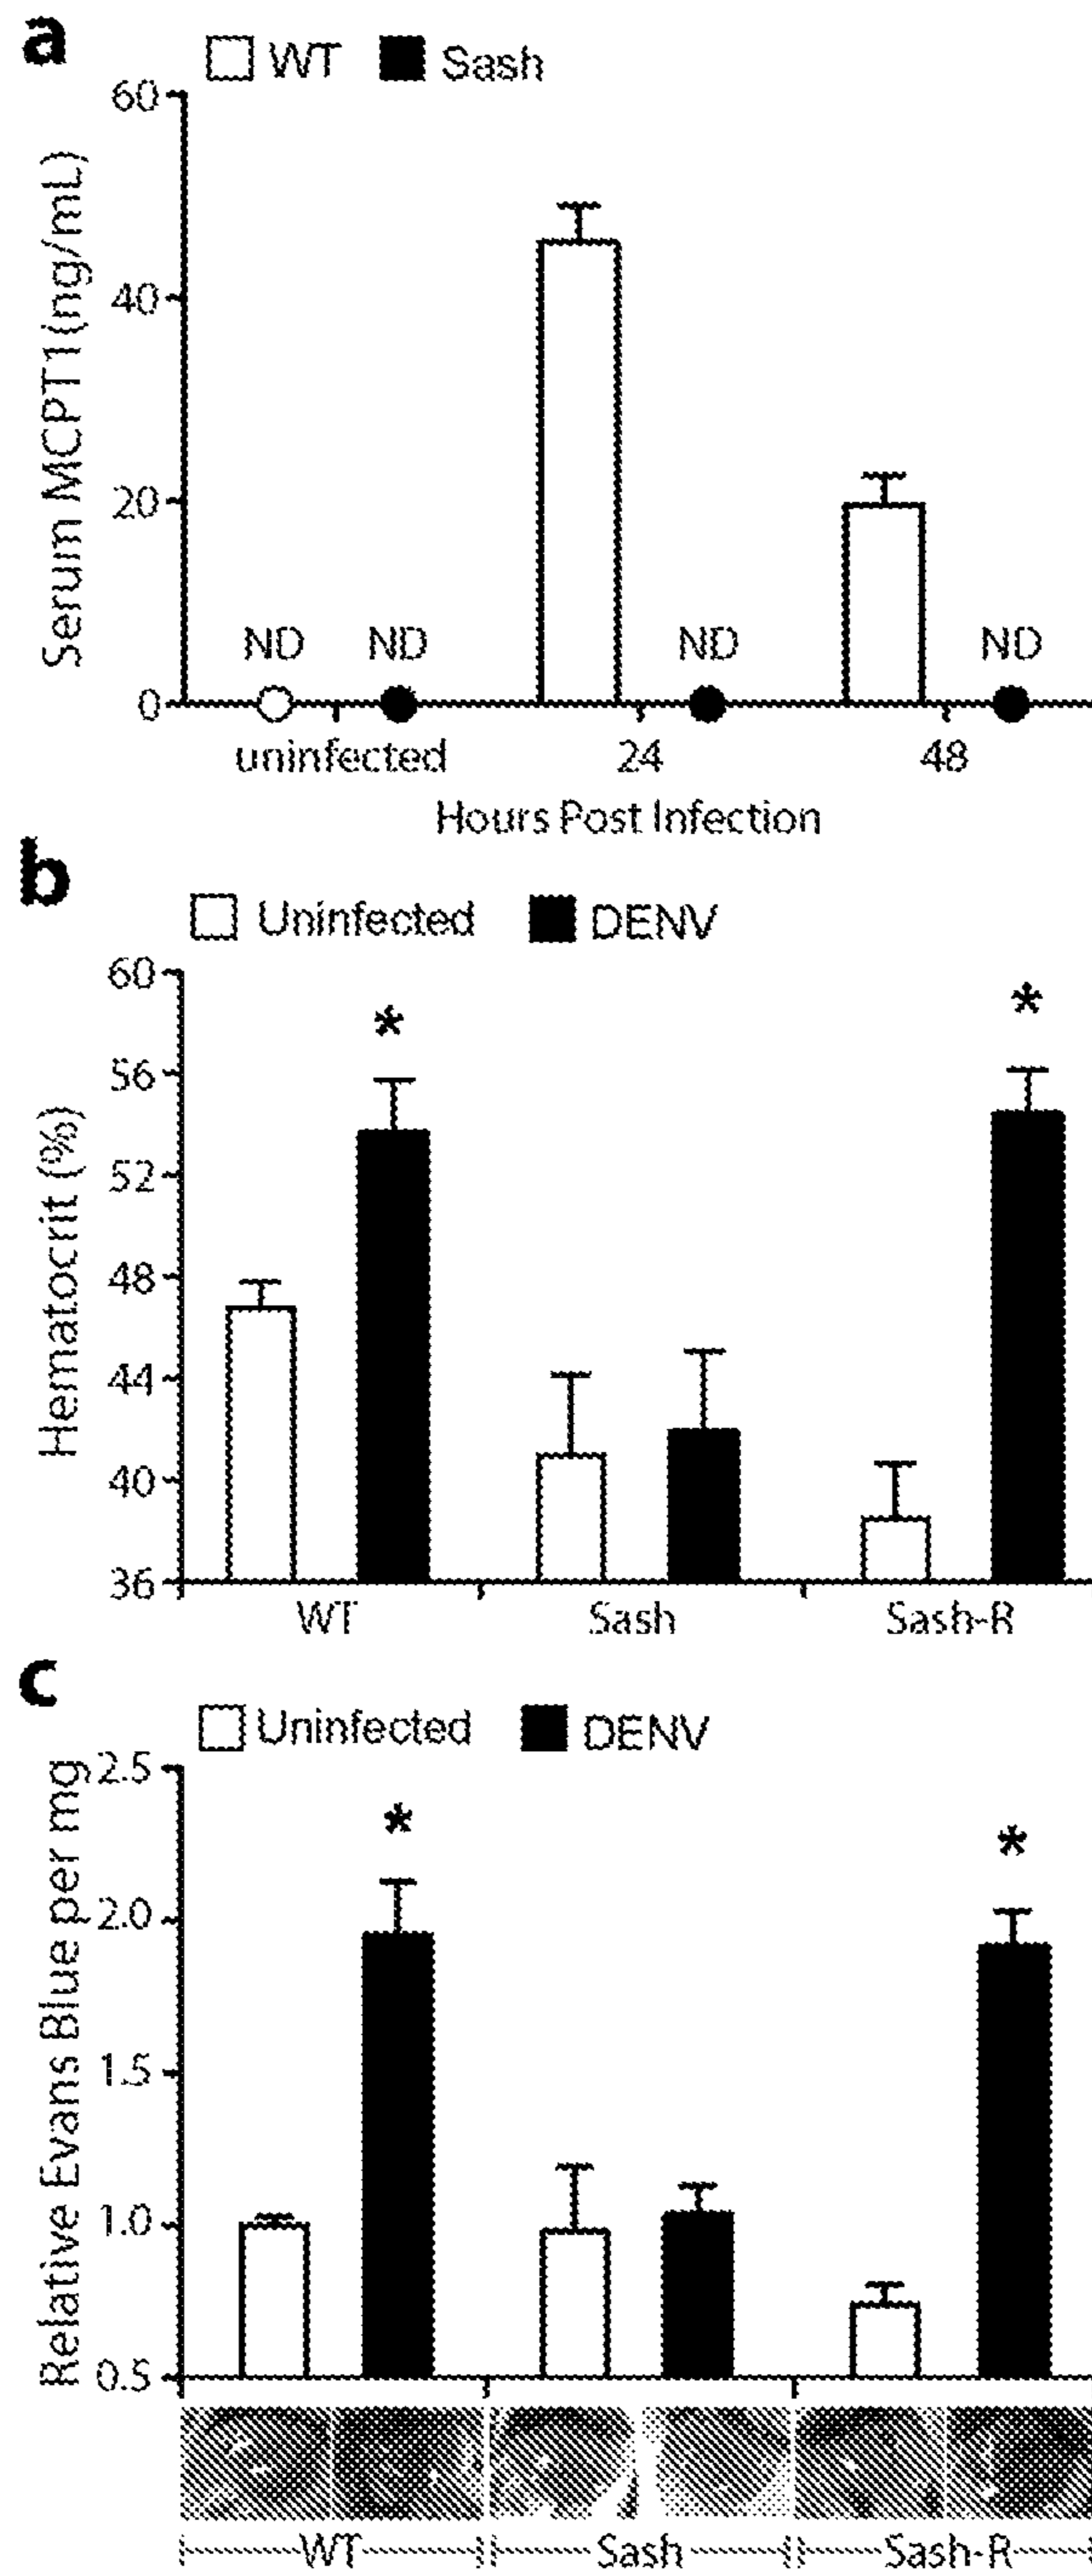 a
WT Sash
60
40
20
0
Serum MCPT1(ng/mL)
ND ND ND ND
uninfected 24 48
Hours Post Infection
b
Uninfected DENV
60
56
52
48
44
40
36
Hematocrit (%)
* *
WT Sash Sash-R
c
Uninfected DENV
2.5
2.0
1.5
1.0
0.5
Relative Evans Blue per mg
* *
WT Sash Sash-R